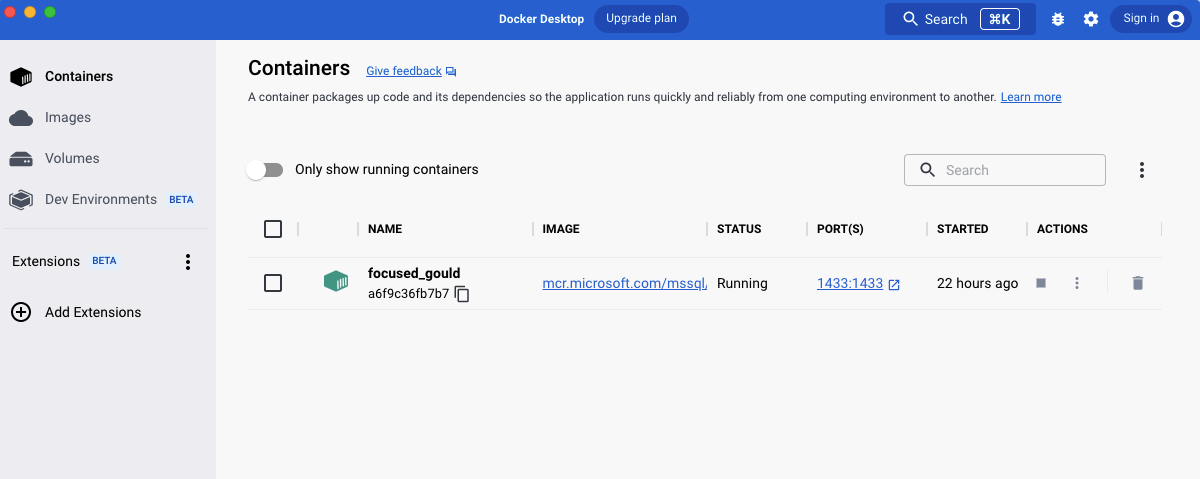 Docker Desktop Upgrade plan Search ⌘K Sign in
Containers
Images
Volumes
Dev Environments BETA
Extensions BETA
Add Extensions
Containers Give feedback
A container packages up code and its dependencies so the application runs quickly and reliably from one computing environment to another. Learn more
Only show running containers Search
NAME IMAGE STATUS PORT(S) STARTED ACTIONS
focused_gould
a6f9c36fb7b7 mcr.microsoft.com/mssql/ Running 1433:1433 22 hours ago